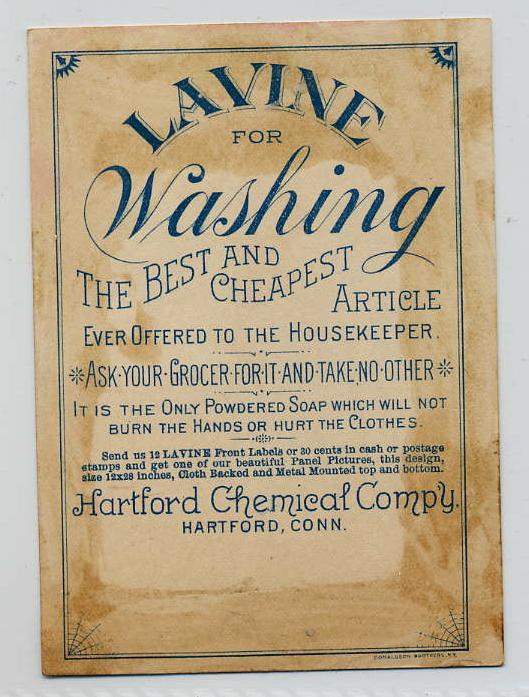 LAVINE
FOR
Washing
THE BEST AND CHEAPEST ARTICLE
EVER OFFERED TO THE HOUSEKEEPER.
ASK·YOUR·GROCER·FOR·IT·AND·TAKE·NO·OTHER
IT IS THE ONLY POWDERED SOAP WHICH WILL NOT
BURN THE HANDS OR HURT THE CLOTHES.
Send us 12 LAVINE Front Labels or 30 cents in cash or postage
stamps and get one of our beautiful Panel Pictures, this design,
size 12x28 inches, Cloth Backed and Metal Mounted top and bottom.
Hartford Chemical Comp'y.
HARTFORD, CONN.
DONALDSON BROTHERS, N.Y.